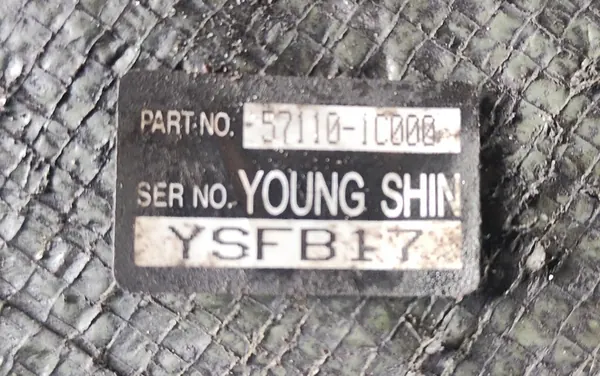 PART NO. 57110-1C000
SER NO. YOUNG SHIN
YSFB17